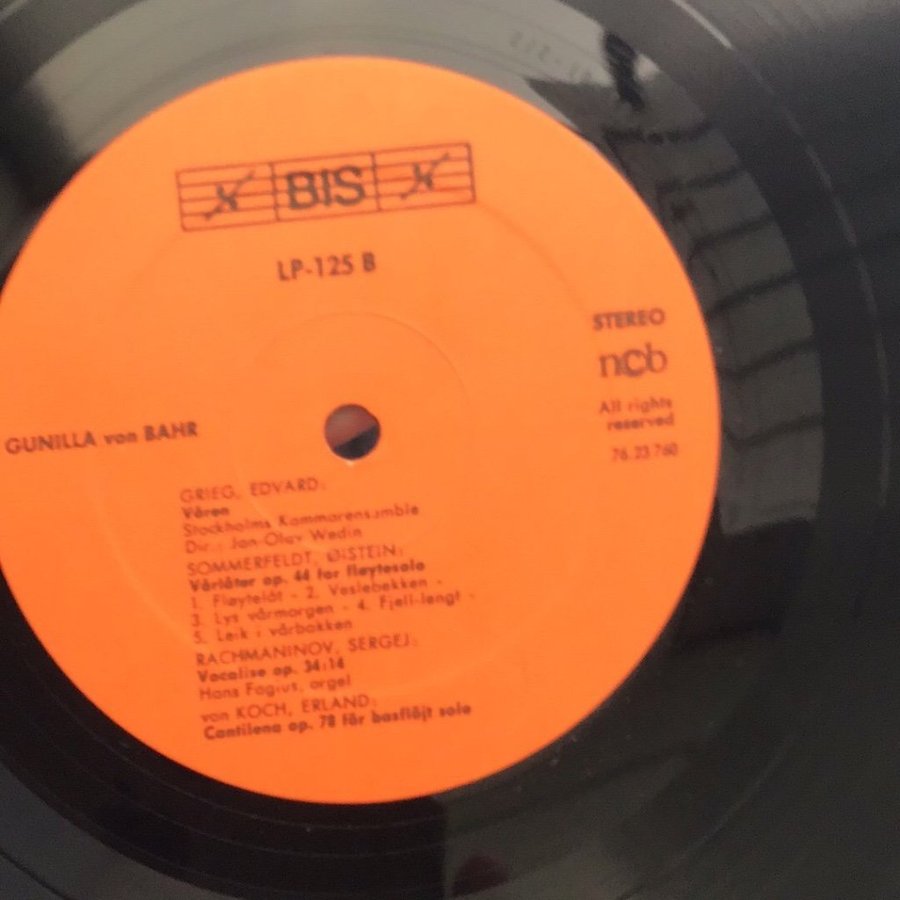 BIS
LP-125 B
STEREO
ncb
All rights
reserved
76.23.760
GUNILLA von BAHR
GRIEG, EDVARD:
Våren
Stockholms Kammarensemble
Dir.: Jan-Olav Wedin
SOMMERFELDT, ØISTEIN:
Vårlåter op. 44 for fløytesolo
1. Fløytelåt - 2. Veslebekken -
3. Lys vårmorgen - 4. Fjell-lengt -
5. Leik i vårbakken
RACHMANINOV, SERGEJ:
Vocalise op. 34:14
Hans Fagius, orgel
von KOCH, ERLAND:
Cantilena op. 78 för basflöjt solo